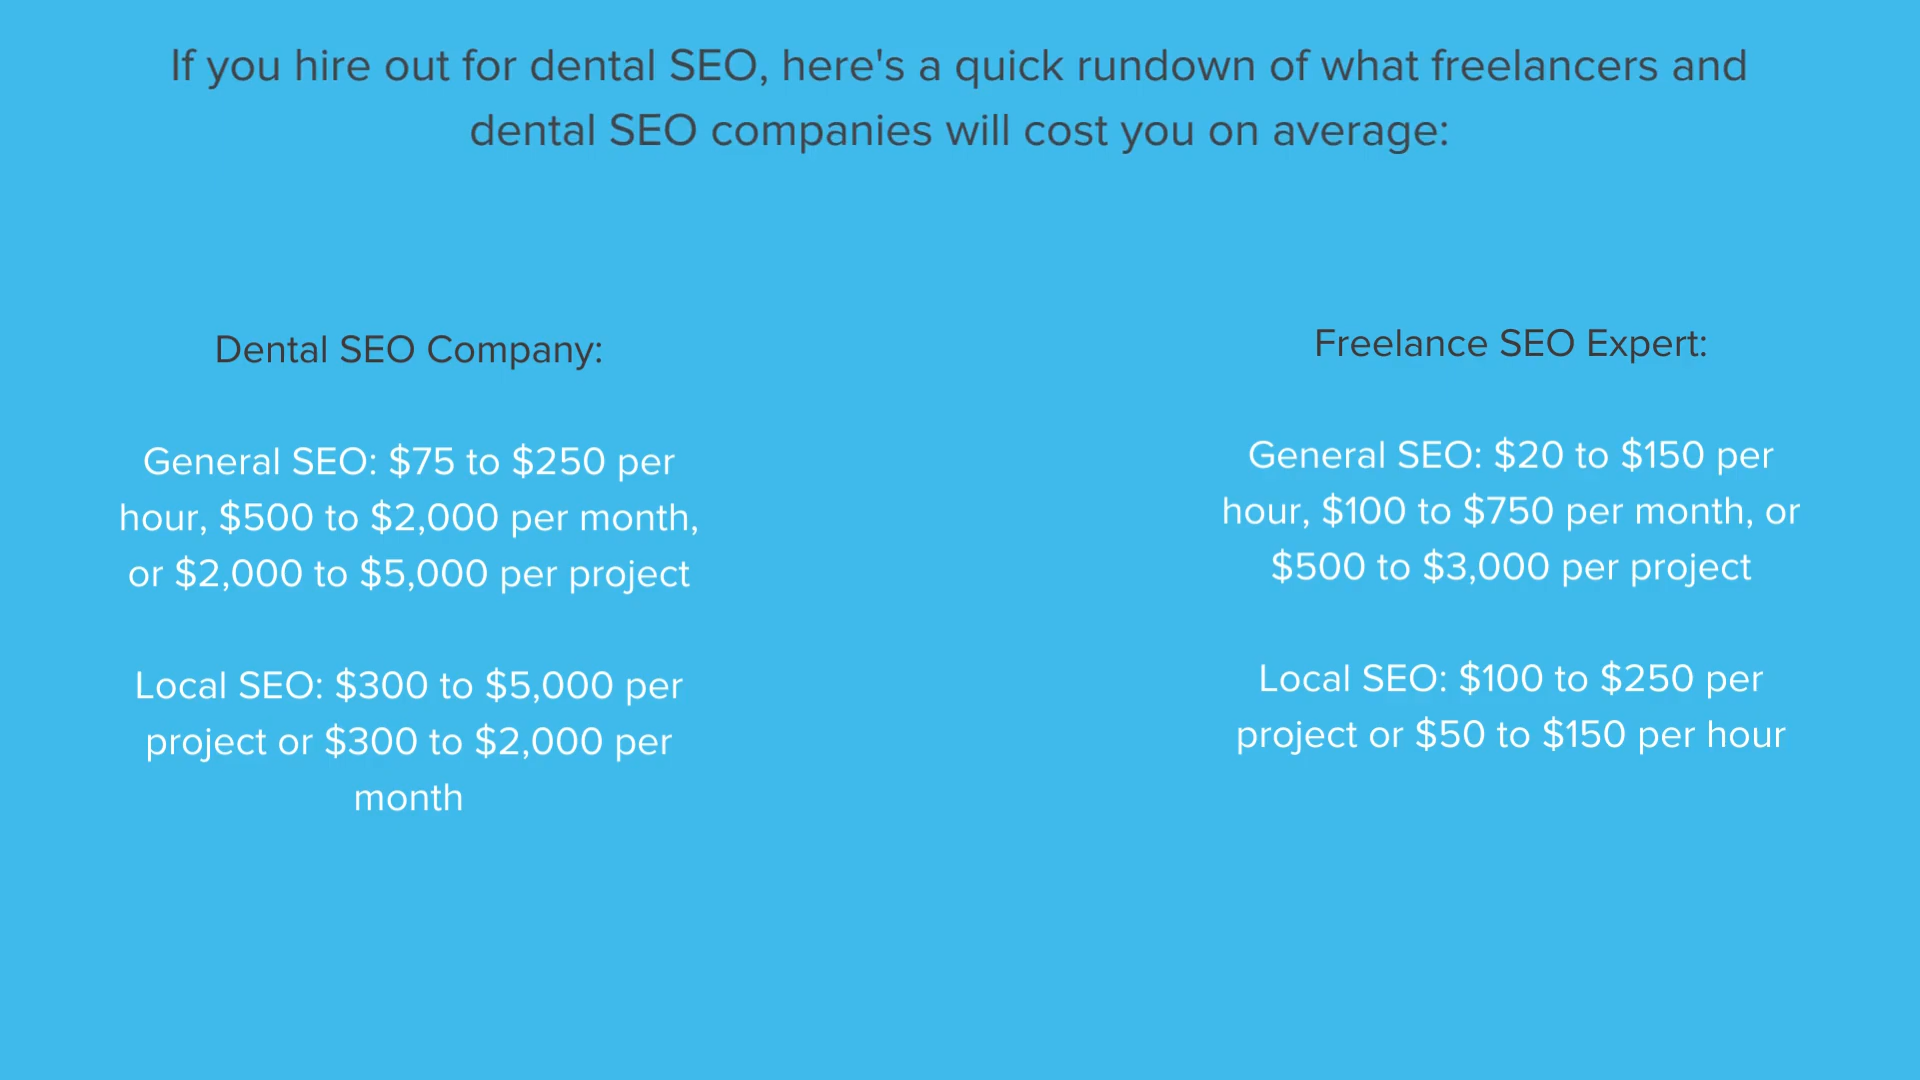 If you hire out for dental SEO, here's a quick rundown of what freelancers and
dental SEO companies will cost you on average:
Dental SEO Company:
General SEO: $75 to $250 per
hour, $500 to $2,000 per month,
or $2,000 to $5,000 per project
Local SEO: $300 to $5,000 per
project or $300 to $2,000 per
month
Freelance SEO Expert:
General SEO: $20 to $150 per
hour, $100 to $750 per month, or
$500 to $3,000 per project
Local SEO: $100 to $250 per
project or $50 to $150 per hour